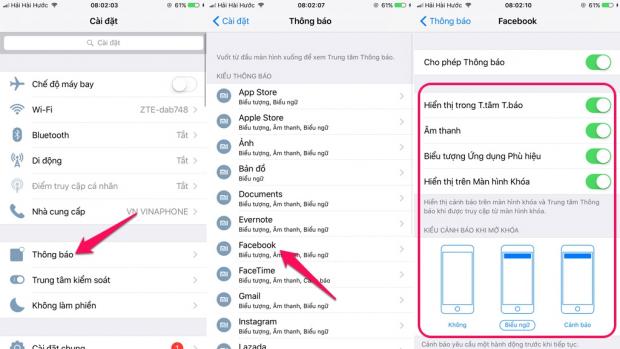 Hải Hài Hước
08:02:03
61%
Cài đặt
Cài đặt
Chế độ máy bay
Wi-Fi
ZTE-dab748
Bluetooth
Tắt
Di động
Tắt
Điểm truy cập cá nhân
Tắt
Nhà cung cấp
VN VINAPHONE
Thông báo
Trung tâm kiểm soát
Không làm phiền
Cài đặt chung
1
Hải Hài Hước
08:02:07
61%
Cài đặt
Thông báo
Vuốt từ đầu màn hình xuống để xem Trung tâm Thông báo.
KIỂU THÔNG BÁO
App Store
Biểu tượng, Biểu ngữ
Apple Store
Biểu tượng, Âm thanh, Biểu ngữ
Ảnh
Biểu tượng, Âm thanh, Biểu ngữ
Bản đồ
Biểu tượng, Âm thanh, Biểu ngữ
Documents
Biểu tượng, Âm thanh, Biểu ngữ
Evernote
Biểu tượng, Âm thanh, Biểu ngữ
Facebook
Biểu tượng, Âm thanh, Biểu ngữ
FaceTime
Biểu tượng, Âm thanh, Cảnh báo
Gmail
Biểu tượng, Âm thanh, Biểu ngữ
Instagram
Biểu tượng, Âm thanh, Biểu ngữ
Lazada
Hải Hài Hước
08:02:10
61%
Thông báo
Facebook
Cho phép Thông báo
Hiển thị trong T.tâm T.báo
Âm thanh
Biểu tượng Ứng dụng Phù hiệu
Hiển thị trên Màn hình Khóa
Hiển thị cảnh báo trên màn hình khóa và Trung tâm Thông
báo khi được truy cập từ màn hình khóa.
KIỂU CẢNH BÁO KHI MỞ KHÓA
Không
Biểu ngữ
Cảnh báo
Cảnh báo yêu cầu một hành động trước khi tiếp tục.